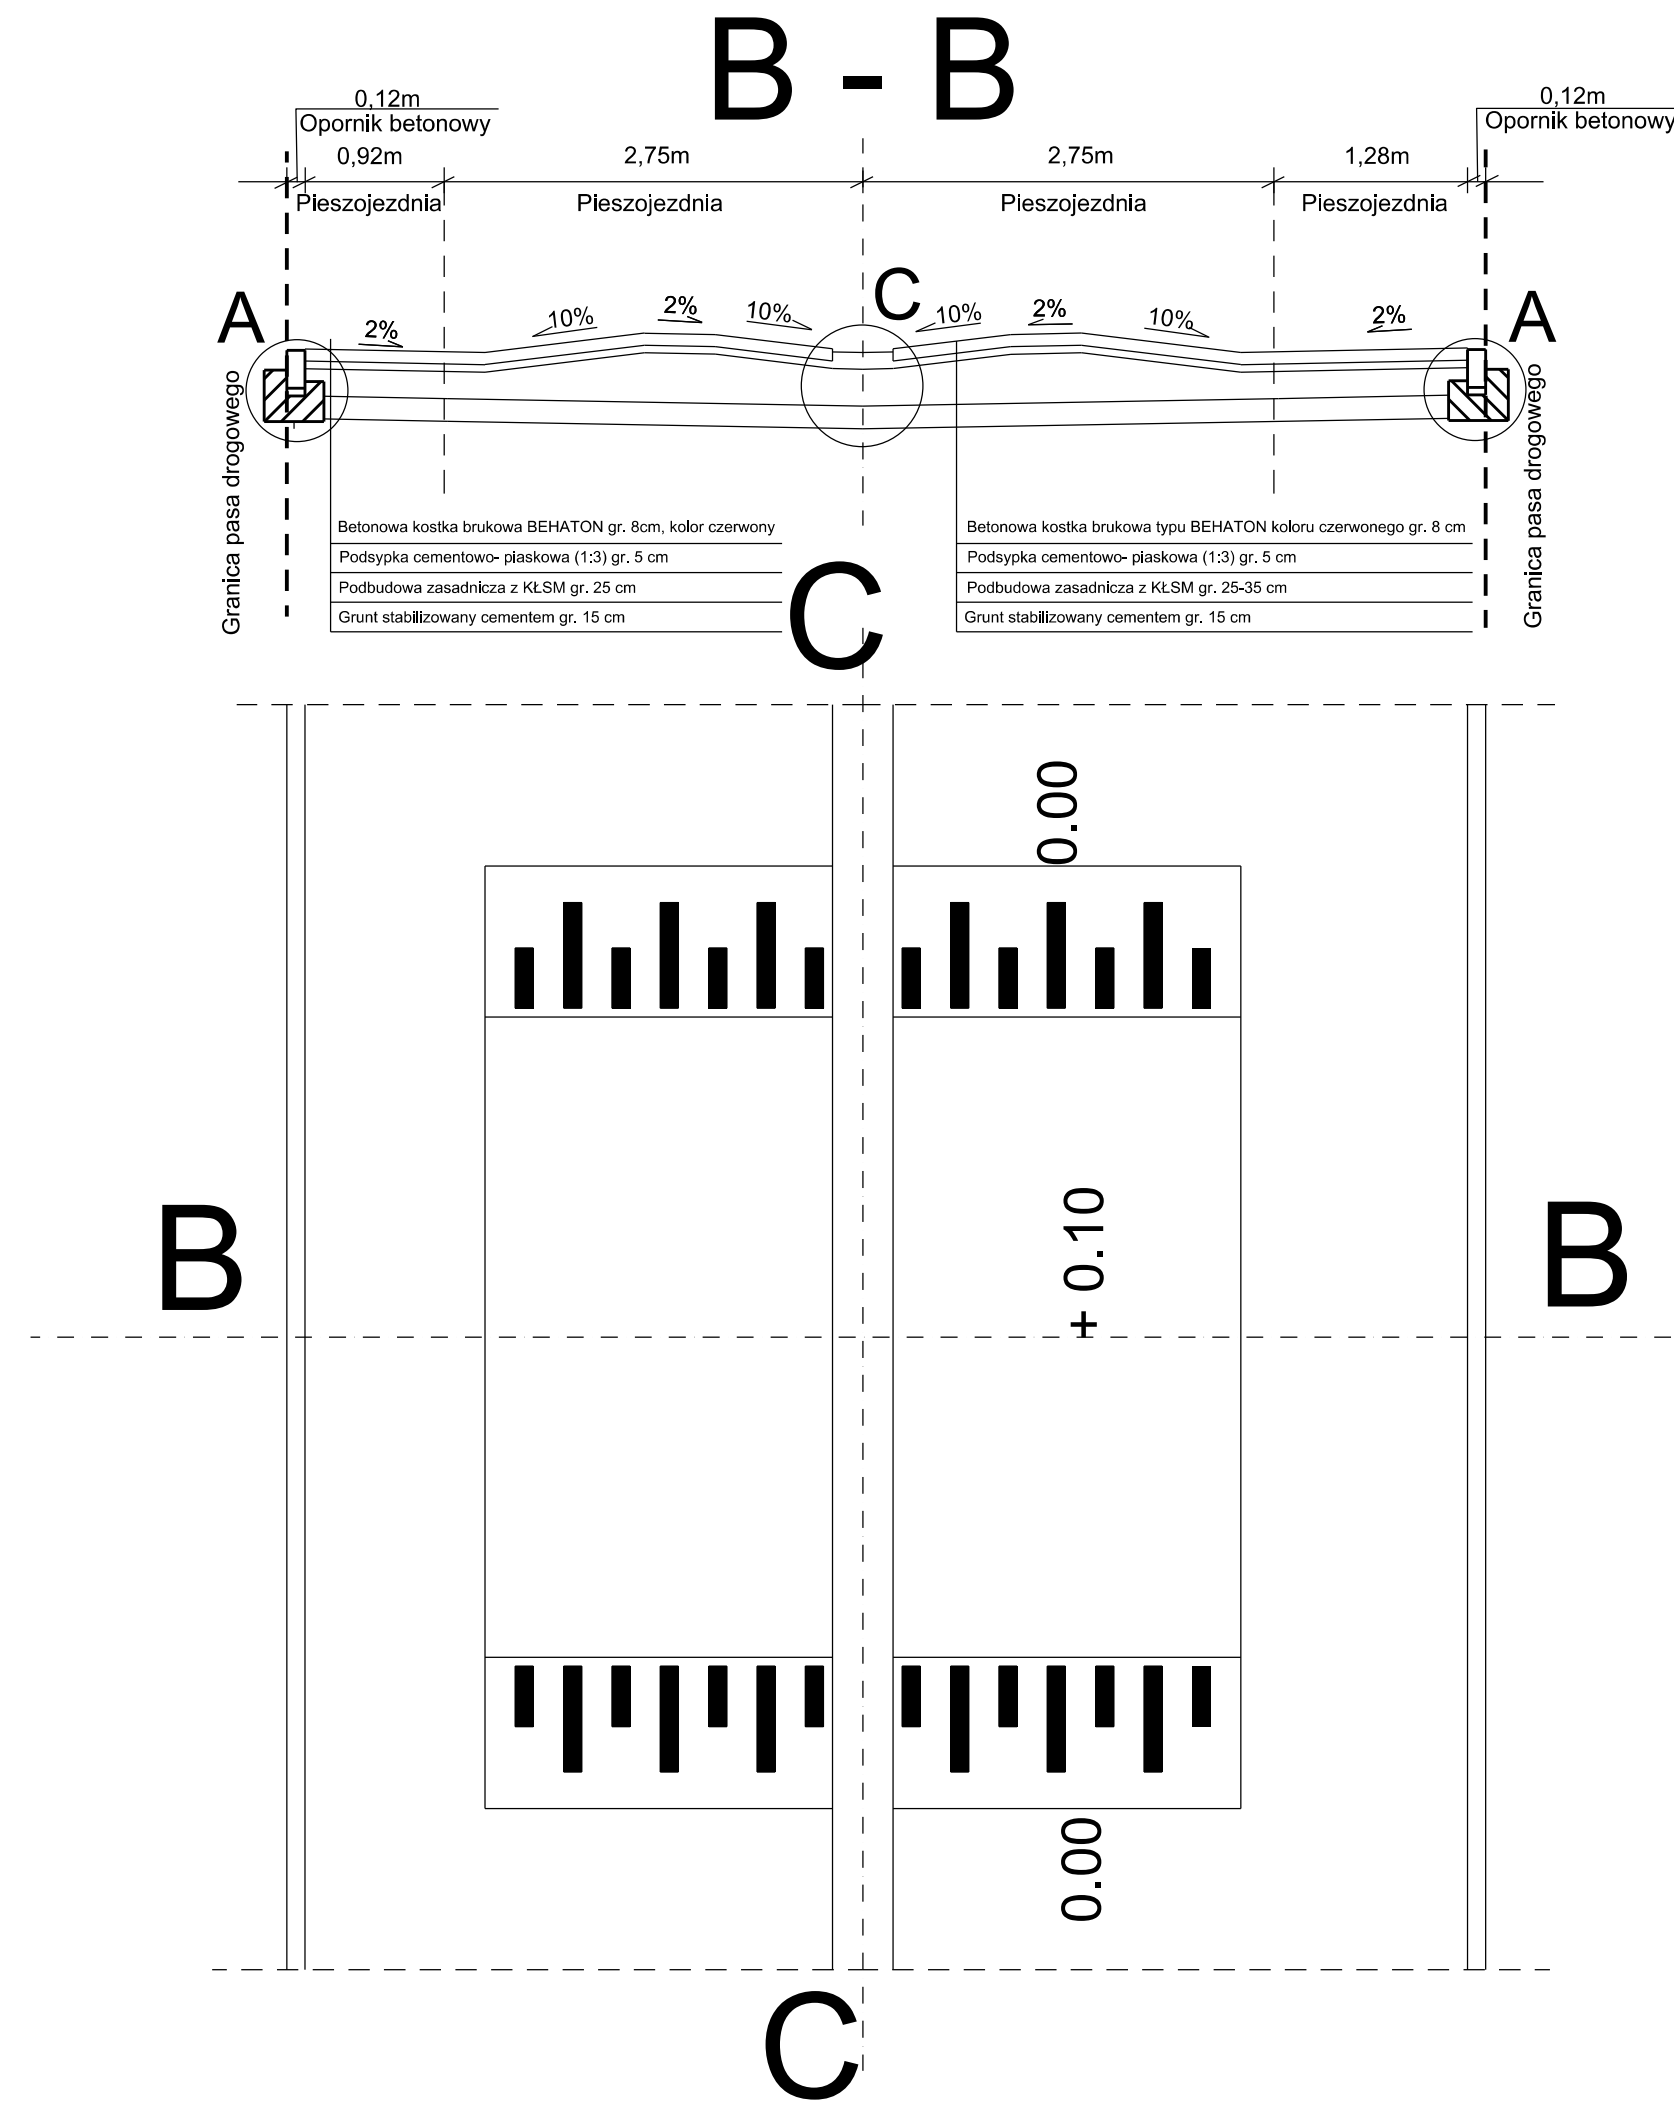 B - B
0,12m
Opornik betonowy
0,12m
Opornik betonowy
0,92m
2,75m
2,75m
1,28m
Pieszojezdnia
Pieszojezdnia
Pieszojezdnia
Pieszojezdnia
A
C
A
2%
10%
2%
10%
10%
2%
10%
2%
Granica pasa drogowego
Granica pasa drogowego
Betonowa kostka brukowa BEHATON gr. 8cm, kolor czerwony
Podsypka cementowo- piaskowa (1:3) gr. 5 cm
Podbudowa zasadnicza z KŁSM gr. 25 cm
Grunt stabilizowany cementem gr. 15 cm
Betonowa kostka brukowa typu BEHATON koloru czerwonego gr. 8 cm
Podsypka cementowo- piaskowa (1:3) gr. 5 cm
Podbudowa zasadnicza z KŁSM gr. 25-35 cm
Grunt stabilizowany cementem gr. 15 cm
C
0.00
B
+ 0.10
B
0.00
C